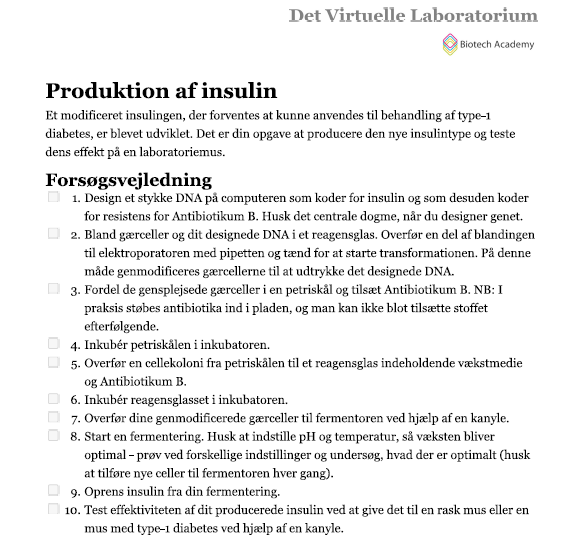 Det Virtuelle Laboratorium
Biotech Academy
Produktion af insulin
Et modificeret insulingen, der forventes at kunne anvendes til behandling af type-1
diabetes, er blevet udviklet. Det er din opgave at producere den nye insulintype og teste
dens effekt på en laboratoriemus.
Forsøgsvejledning
1. Design et stykke DNA på computeren som koder for insulin og som desuden koder
for resistens for Antibiotikum B. Husk det centrale dogme, når du designer genet.
2. Bland gærceller og dit designede DNA i et reagensglas. Overfør en del af blandingen
til elektroporatoren med pipetten og tænd for at starte transformationen. På denne
måde genmodificeres gærcellerne til at udtrykke det designede DNA.
3. Fordel de gensplejsede gærceller i en petriskål og tilsæt Antibiotikum B. NB: I
praksis støbes antibiotika ind i pladen, og man kan ikke blot tilsætte stoffet
efterfølgende.
4. Inkubér petriskålen i inkubatoren.
5. Overfør en cellekoloni fra petriskålen til et reagensglas indeholdende vækstmedie
og Antibiotikum B.
6. Inkubér reagensglasset i inkubatoren.
7. Overfør dine genmodificerede gærceller til fermentoren ved hjælp af en kanyle.
8. Start en fermentering. Husk at indstille pH og temperatur, så væksten bliver
optimal – prøv ved forskellige indstillinger og undersøg, hvad der er optimalt (husk
at tilføre nye celler til fermentoren hver gang).
9. Oprens insulin fra din fermentering.
10. Test effektiviteten af dit producerede insulin ved at give det til en rask mus eller en
mus med type-1 diabetes ved hjælp af en kanyle.